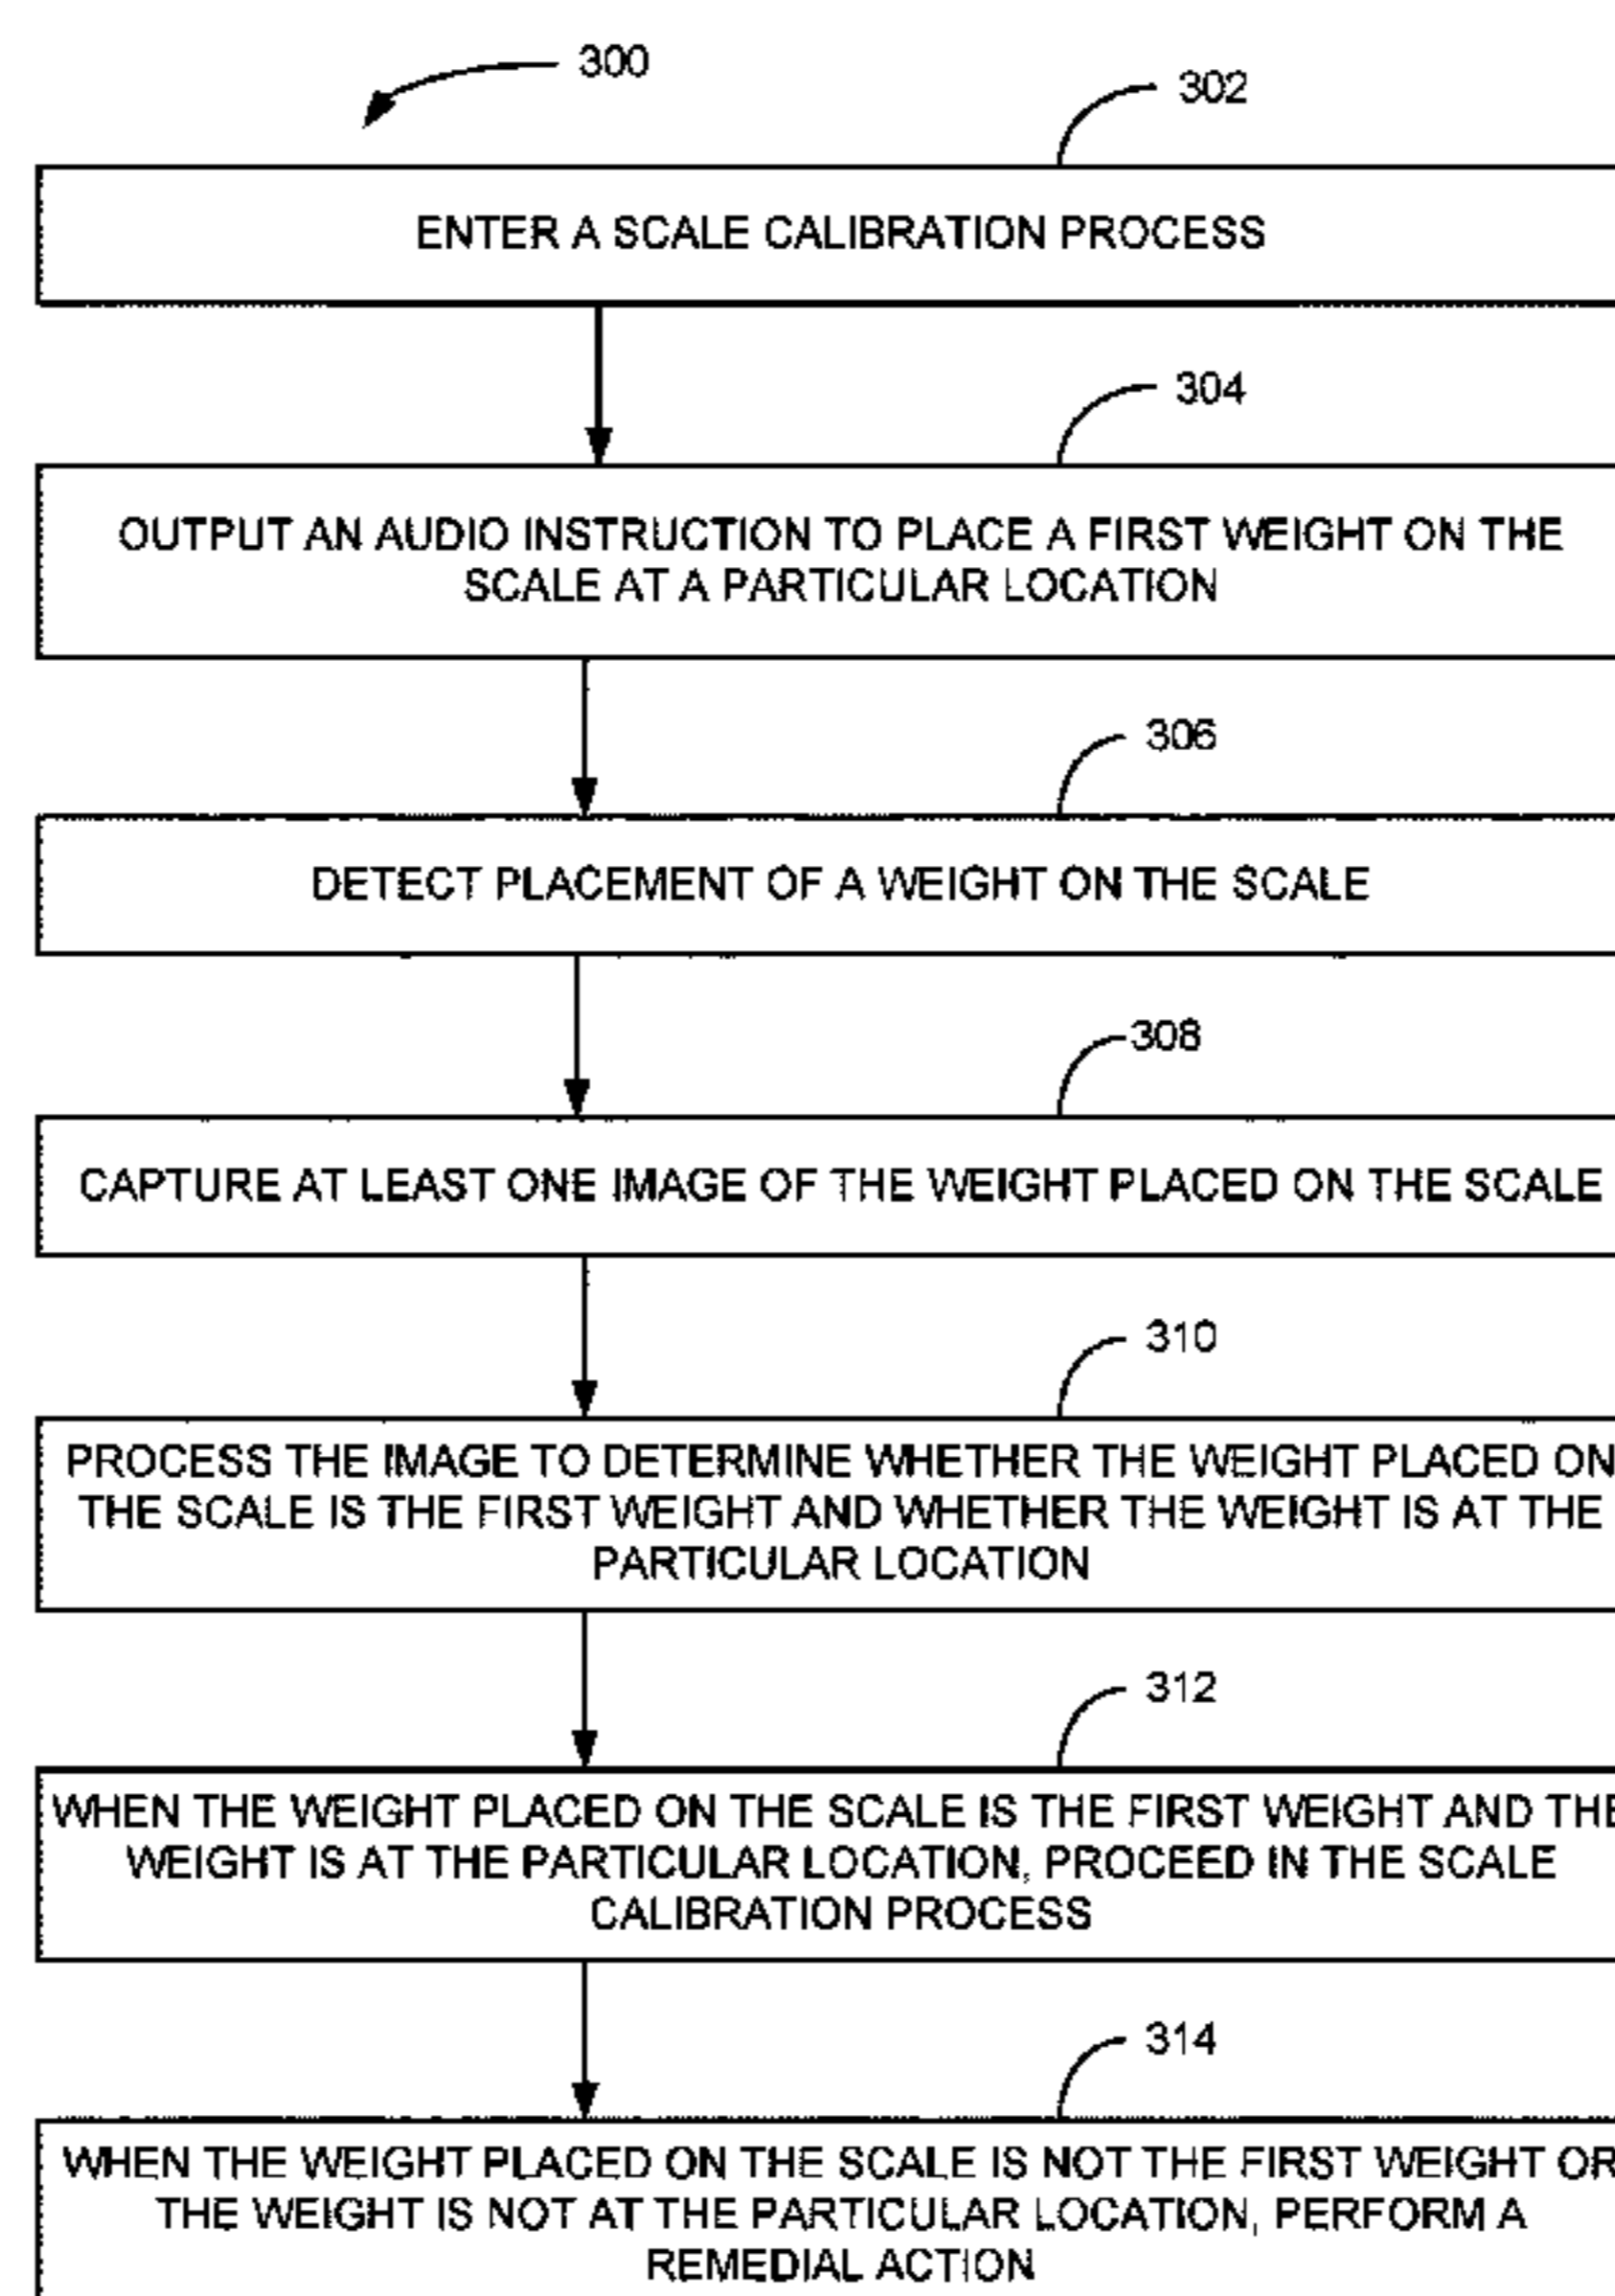 300
302
ENTER A SCALE CALIBRATION PROCESS
304
OUTPUT AN AUDIO INSTRUCTION TO PLACE A FIRST WEIGHT ON THE
SCALE AT A PARTICULAR LOCATION
306
DETECT PLACEMENT OF A WEIGHT ON THE SCALE
308
CAPTURE AT LEAST ONE IMAGE OF THE WEIGHT PLACED ON THE SCALE
310
PROCESS THE IMAGE TO DETERMINE WHETHER THE WEIGHT PLACED ON
THE SCALE IS THE FIRST WEIGHT AND WHETHER THE WEIGHT IS AT THE
PARTICULAR LOCATION
312
WHEN THE WEIGHT PLACED ON THE SCALE IS THE FIRST WEIGHT AND THE
WEIGHT IS AT THE PARTICULAR LOCATION, PROCEED IN THE SCALE
CALIBRATION PROCESS
314
WHEN THE WEIGHT PLACED ON THE SCALE IS NOT THE FIRST WEIGHT OR
THE WEIGHT IS NOT AT THE PARTICULAR LOCATION, PERFORM A
REMEDIAL ACTION